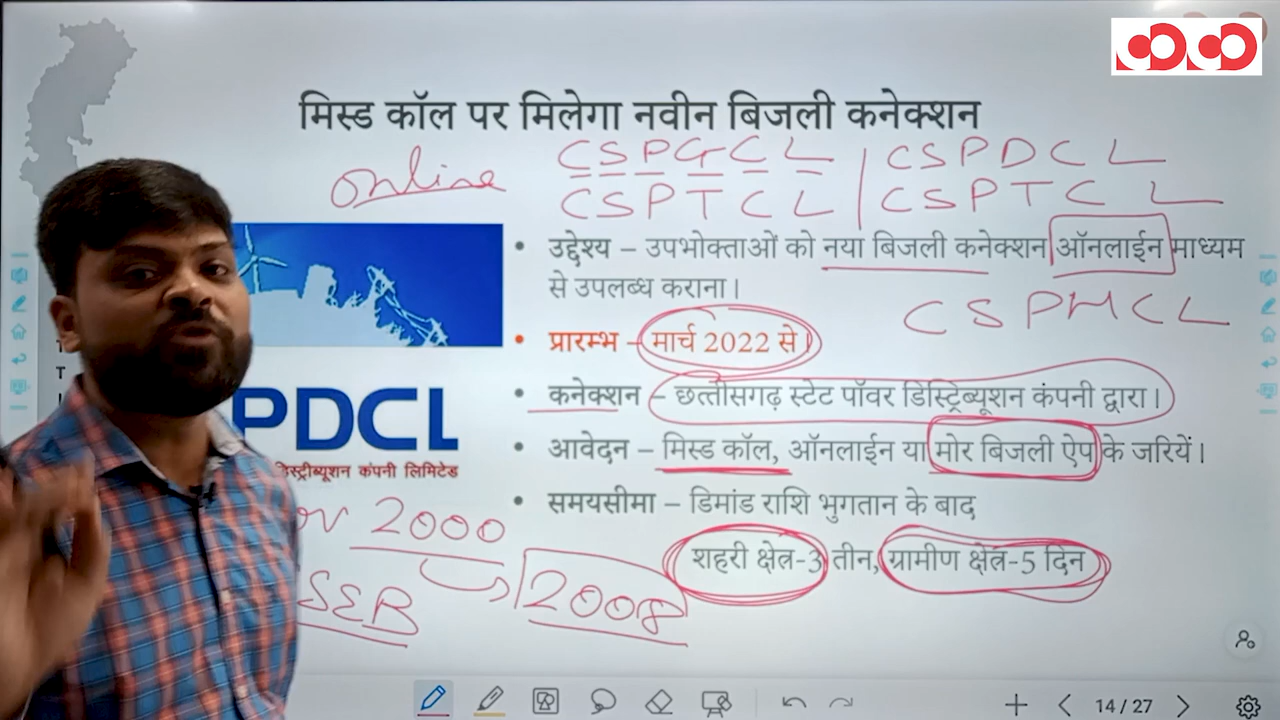 मिस्ड कॉल पर मिलेगा नवीन बिजली कनेक्शन
online
CSPGCL | CSPDCL
CSPTCL | CSPTCL
• उद्देश्य – उपभोक्ताओं को नया बिजली कनेक्शन ऑनलाईन माध्यम
से उपलब्ध कराना।
CSPHCL
• प्रारम्भ – मार्च 2022 से।
• कनेक्शन – छत्तीसगढ़ स्टेट पॉवर डिस्ट्रिब्यूशन कंपनी द्वारा।
PDCL
डिस्ट्रीब्यूशन कंपनी लिमिटेड
• आवेदन – मिस्ड कॉल, ऑनलाईन या मोर बिजली ऐप के जरियें।
• समयसीमा – डिमांड राशि भुगतान के बाद
शहरी क्षेत्र-3 तीन, ग्रामीण क्षेत्र-5 दिन
2000
SEB
2008
14 / 27